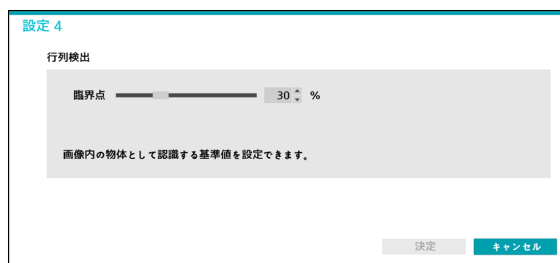 設定 4
行列検出
臨界点 30 %
画像内の物体として認識する基準値を設定できます。
決定 キャンセル